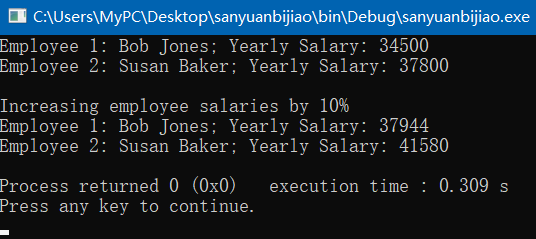 C:\Users\MyPC\Desktop\sanyuanbijiao\bin\Debug\sanyuanbijiao.exe
Employee 1: Bob Jones; Yearly Salary: 34500
Employee 2: Susan Baker; Yearly Salary: 37800
Increasing employee salaries by 10%
Employee 1: Bob Jones; Yearly Salary: 37944
Employee 2: Susan Baker; Yearly Salary: 41580
Process returned 0 (0x0)   execution time : 0.309 s
Press any key to continue.